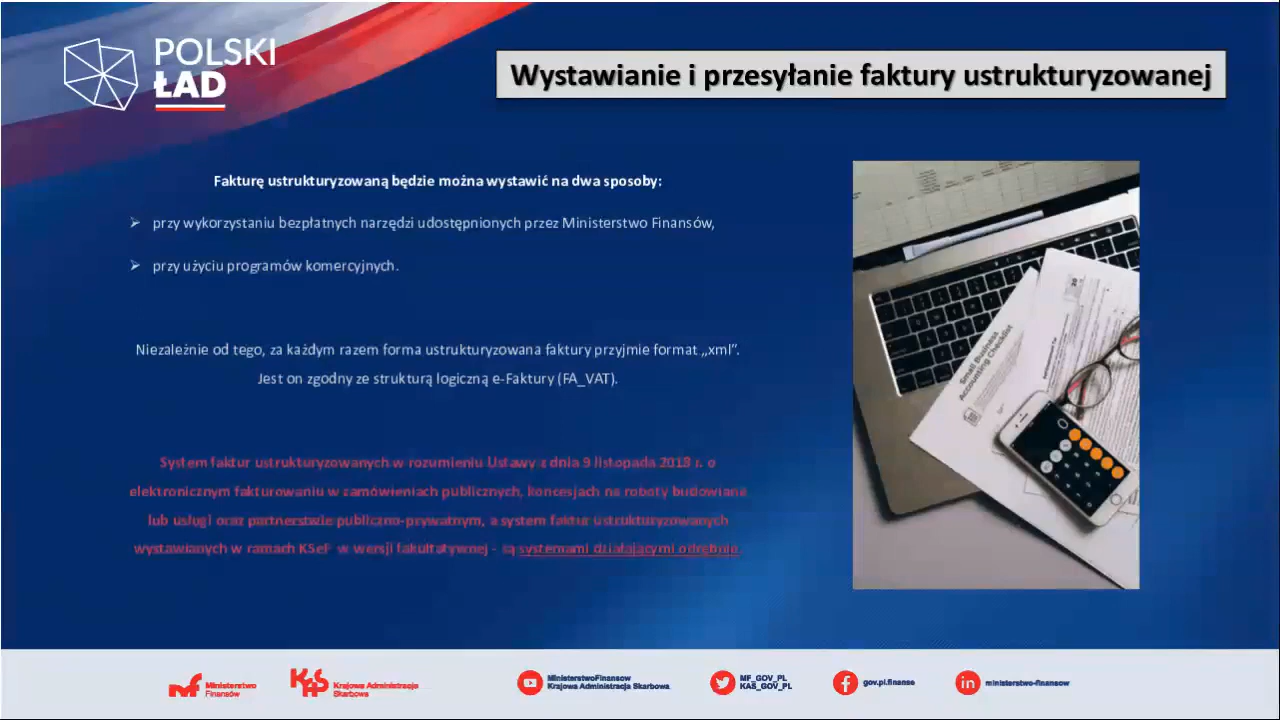 POLSKI
ŁAD
Wystawianie i przesyłanie faktury ustrukturyzowanej
Fakturę ustrukturyzowaną będzie można wystawić na dwa sposoby:
➢ przy wykorzystaniu bezpłatnych narzędzi udostępnionych przez Ministerstwo Finansów,
➢ przy użyciu programów komercyjnych.
Niezależnie od tego, za każdym razem forma ustrukturyzowana faktury przyjmie format „xml”.
Jest on zgodny ze strukturą logiczną e-Faktury (FA_VAT).
System faktur ustrukturyzowanych w rozumieniu Ustawy z dnia 9 listopada 2018 r. o
elektronicznym fakturowaniu w zamówieniach publicznych, koncesjach na roboty budowlane
lub usługi oraz partnerstwie publiczno-prywatnym, a system faktur ustrukturyzowanych
wystawianych w ramach KSeF w wersji fakultatywnej - są systemami działającymi odrębnie.
Small Business
Accounting Checklist
Ministerstwo
Finansów
KAS
Krajowa Administracja
Skarbowa
MinisterstwoFinansow
Krajowa Administracja Skarbowa
MF_GOV_PL
KAS_GOV_PL
gov.pl.finanse
ministerstwo-finansow